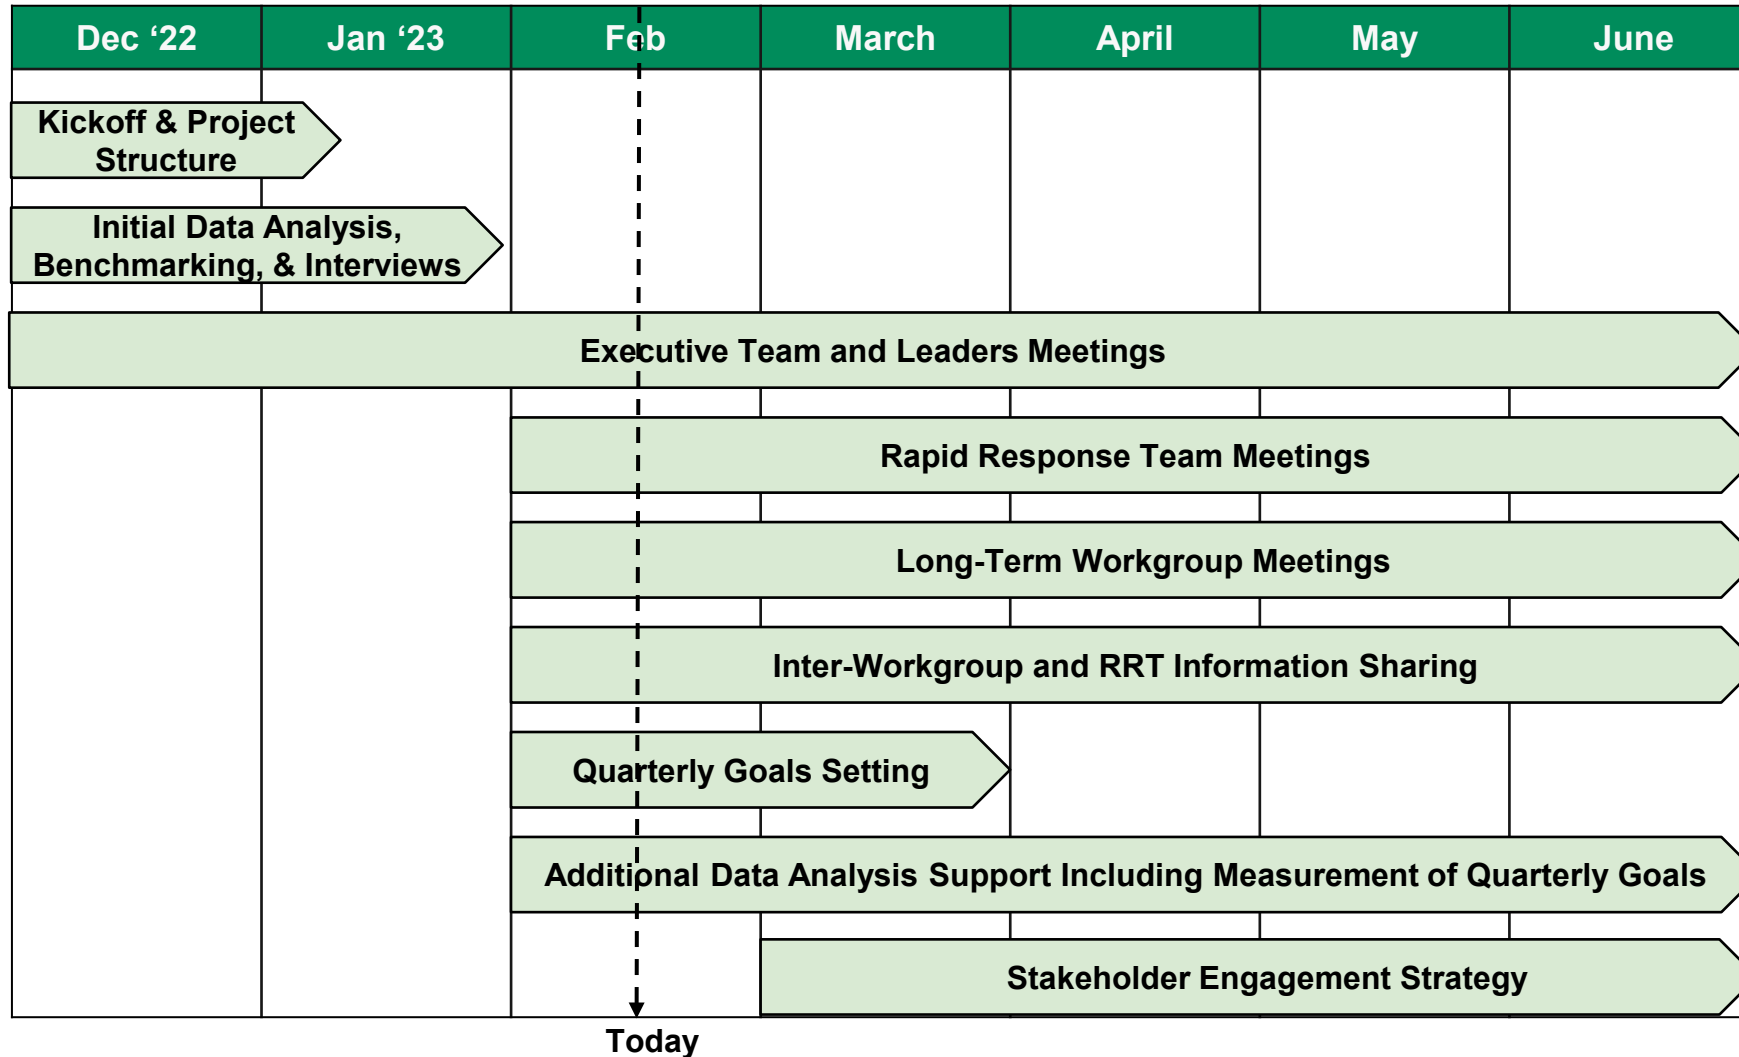 Dec ‘22
Jan ‘23
Feb
March
April
May
June
Kickoff & Project
Structure
Initial Data Analysis,
Benchmarking, & Interviews
Executive Team and Leaders Meetings
Rapid Response Team Meetings
Long-Term Workgroup Meetings
Inter-Workgroup and RRT Information Sharing
Quarterly Goals Setting
Additional Data Analysis Support Including Measurement of Quarterly Goals
Stakeholder Engagement Strategy
Today